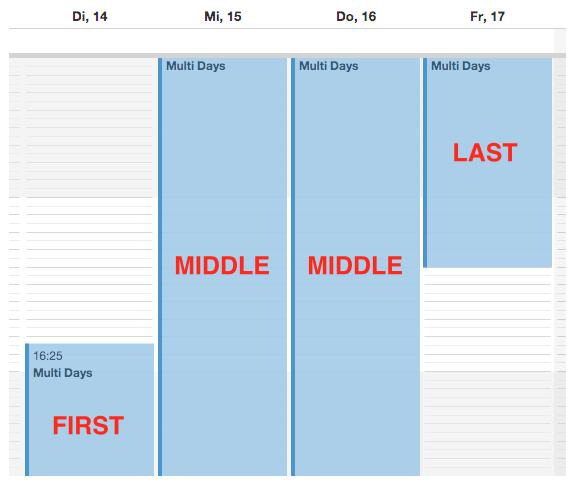 Di, 14
Mi, 15
Do, 16
Fr, 17
Multi Days
Multi Days
Multi Days
LAST
MIDDLE
MIDDLE
16:25
Multi Days
FIRST